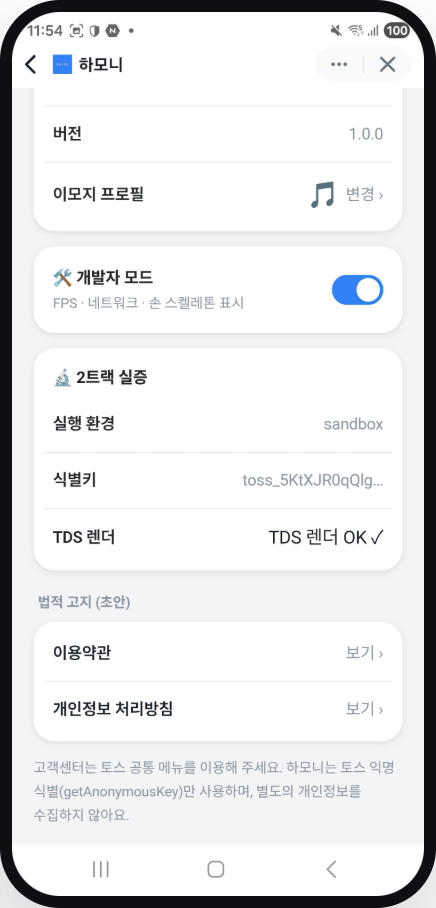 11:54
100
하모니
버전
1.0.0
이모지 프로필
변경 ›
개발자 모드
FPS · 네트워크 · 손 스켈레톤 표시
2트랙 실증
실행 환경
sandbox
식별키
toss_5KtXJR0qQlg...
TDS 렌더
TDS 렌더 OK ✓
법적 고지 (초안)
이용약관
보기 ›
개인정보 처리방침
보기 ›
고객센터는 토스 공통 메뉴를 이용해 주세요. 하모니는 토스 익명
식별(getAnonymousKey)만 사용하며, 별도의 개인정보를
수집하지 않아요.